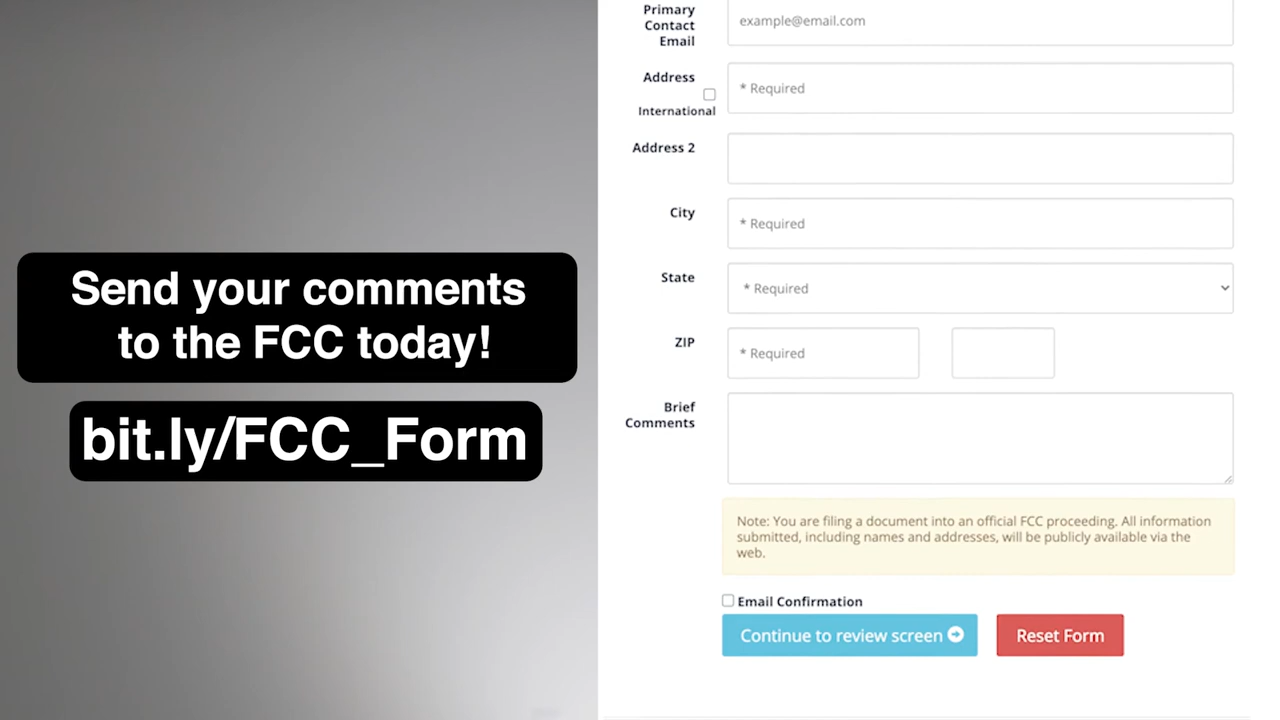 Send your comments
to the FCC today!
bit.ly/FCC_Form
Primary
Contact
Email
example@email.com
Address
International
* Required
Address 2
City
* Required
State
* Required
ZIP
* Required
Brief
Comments
Note: You are filing a document into an official FCC proceeding. All information
submitted, including names and addresses, will be publicly available via the
web.
Email Confirmation
Continue to review screen
Reset Form